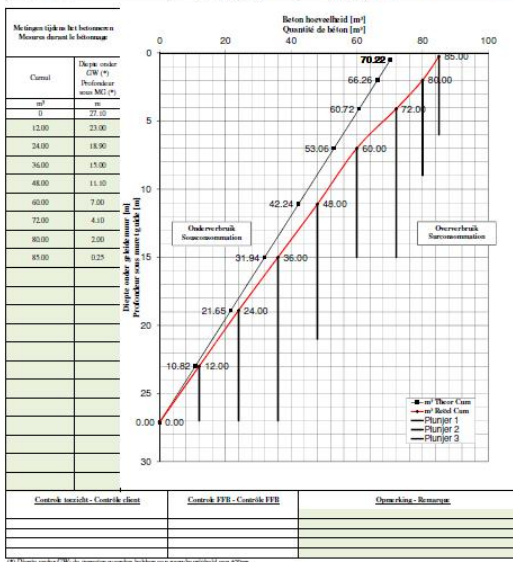 Metingen tijdens het betonneren
Mesures durant le bétonnage
Cumul
Diepte onder
GW (*)
Profondeur
sous MG (*)
m³
m
0 27.10
12.00 23.00
24.00 18.90
36.00 15.00
48.00 11.10
60.00 7.00
72.00 4.10
80.00 2.00
85.00 0.25
Beton hoeveelheid [m³]
Quantité de béton [m³]
0 20 40 60 80 100
Diepte onder geleide muur [m]
Profondeur sous muret guide [m]
0
5
10
15
20
25
30
70.22
85.00
66.26
80.00
60.72
72.00
53.06
60.00
42.24
48.00
31.94
36.00
21.65
24.00
10.82
12.00
0.00
0.00
Onderverbruik
Sousconsommation
Oververbruik
Surconsommation
m³ Theor Cum
m³ Reëel Cum
Plunjer 1
Plunjer 2
Plunjer 3
Controle toezicht - Contrôle client
Controle FFB - Contrôle FFB
Opmerking - Remarque